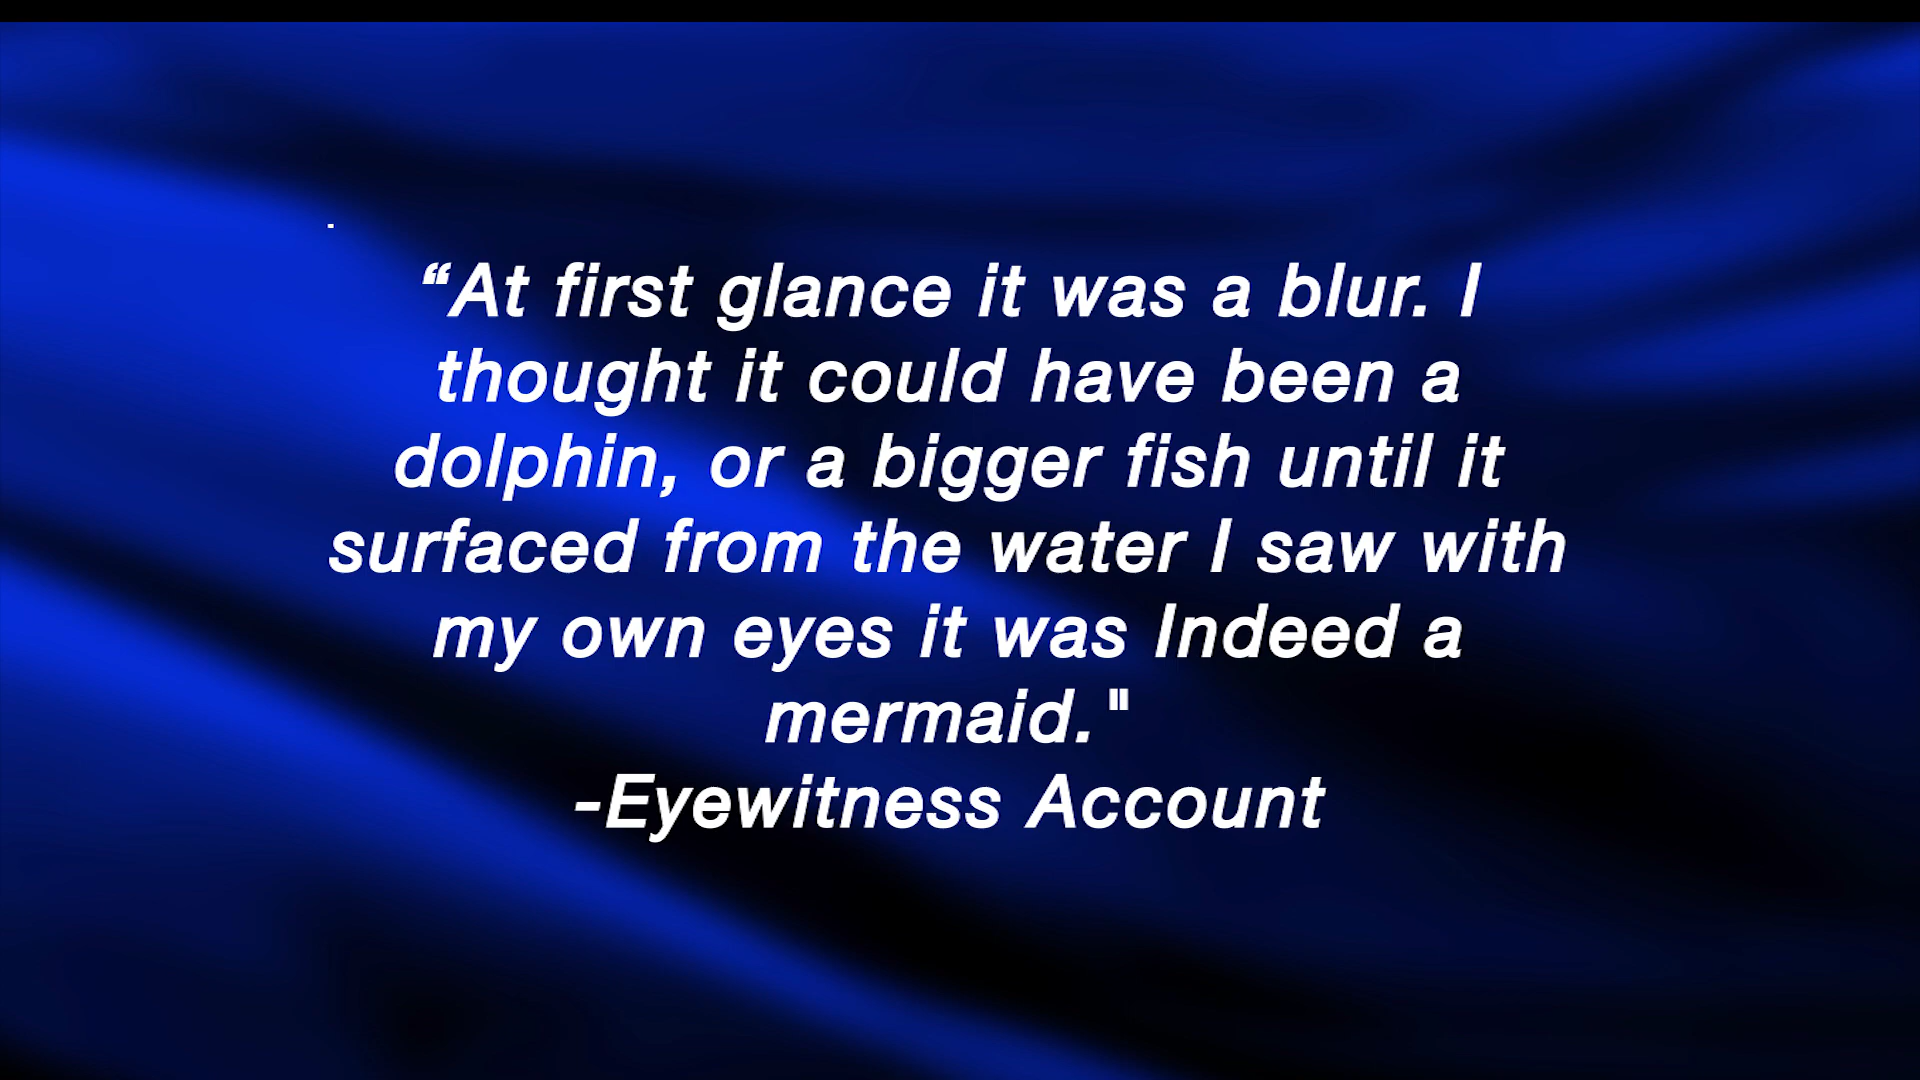 “At first glance it was a blur. I
thought it could have been a
dolphin, or a bigger fish until it
surfaced from the water I saw with
my own eyes it was Indeed a
mermaid."
-Eyewitness Account